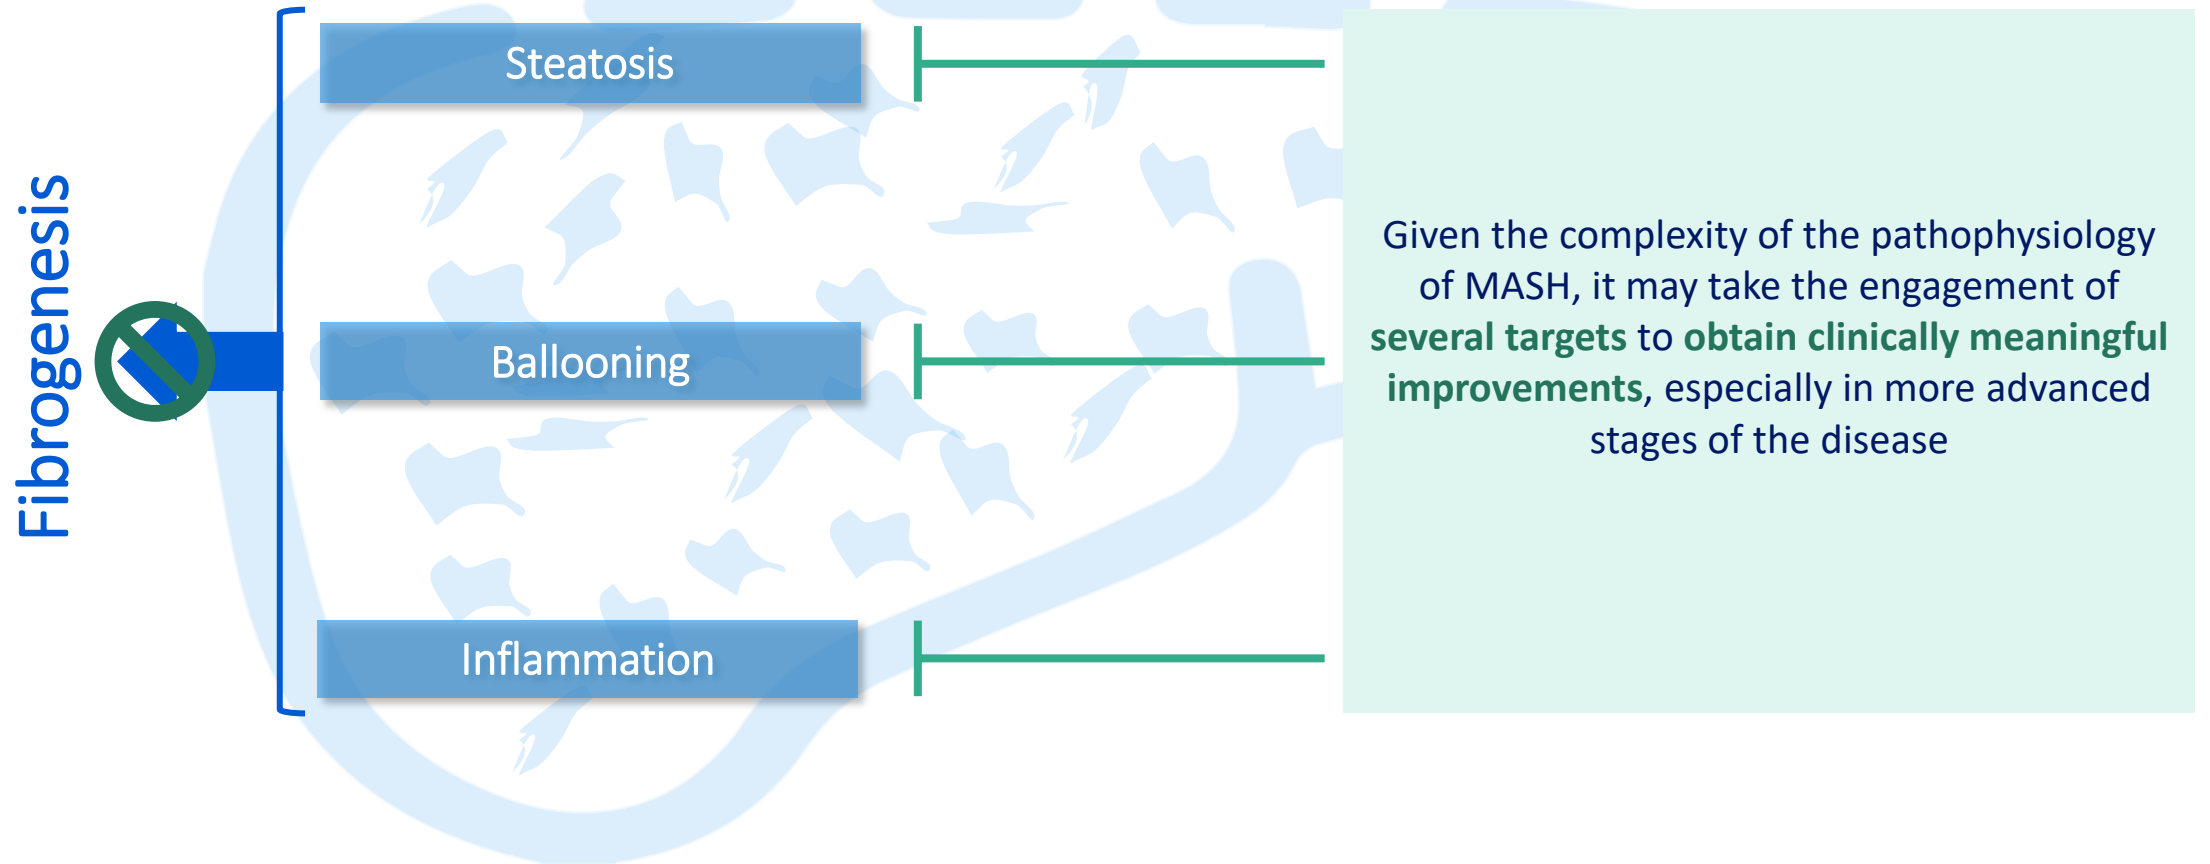 Fibrogenesis
Steatosis
Ballooning
Inflammation
Given the complexity of the pathophysiology
of MASH, it may take the engagement of
several targets to obtain clinically meaningful
improvements, especially in more advanced
stages of the disease